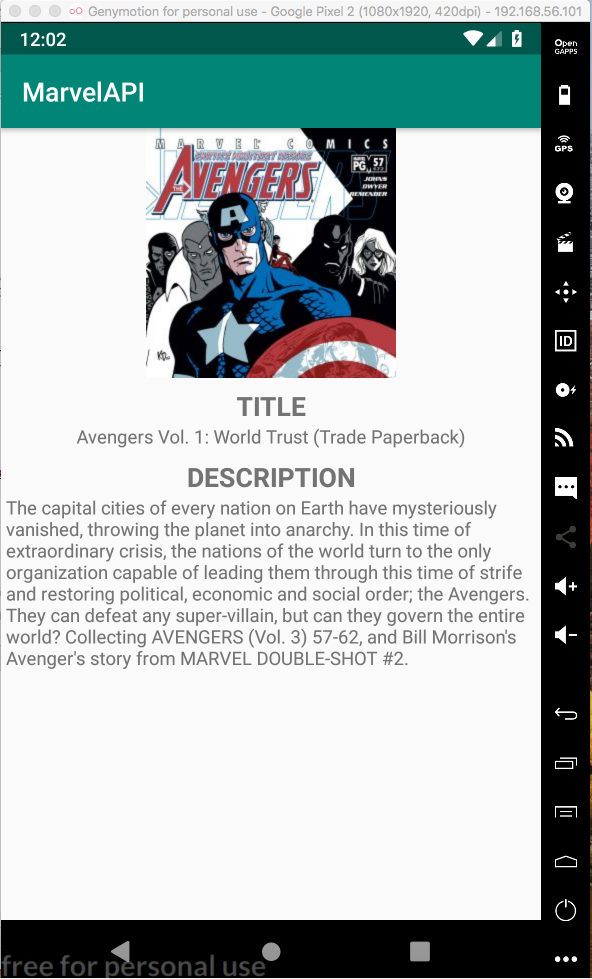 Genymotion for personal use - Google Pixel 2 (1080x1920, 420dpi) - 192.168.56.101
12:02
Open
GAPPS
MarvelAPI
GPS
MARVEL COMICS
THE AVENGERS
PG 57
JOHNS
DWYER
REMENDER
A
ID
TITLE
Avengers Vol. 1: World Trust (Trade Paperback)
DESCRIPTION
The capital cities of every nation on Earth have mysteriously
vanished, throwing the planet into anarchy. In this time of
extraordinary crisis, the nations of the world turn to the only
organization capable of leading them through this time of strife
and restoring political, economic and social order; the Avengers.
They can defeat any super-villain, but can they govern the entire
world? Collecting AVENGERS (Vol. 3) 57-62, and Bill Morrison's
Avenger's story from MARVEL DOUBLE-SHOT #2.
free for personal use